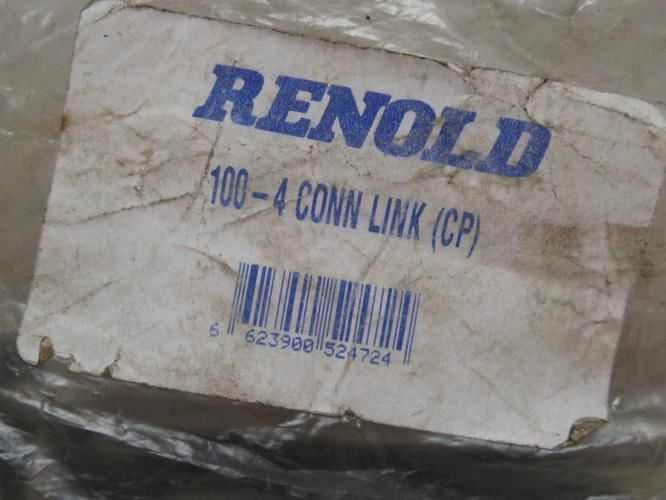 RENOLD
100-4 CONN LINK (CP)
6 623900 524724